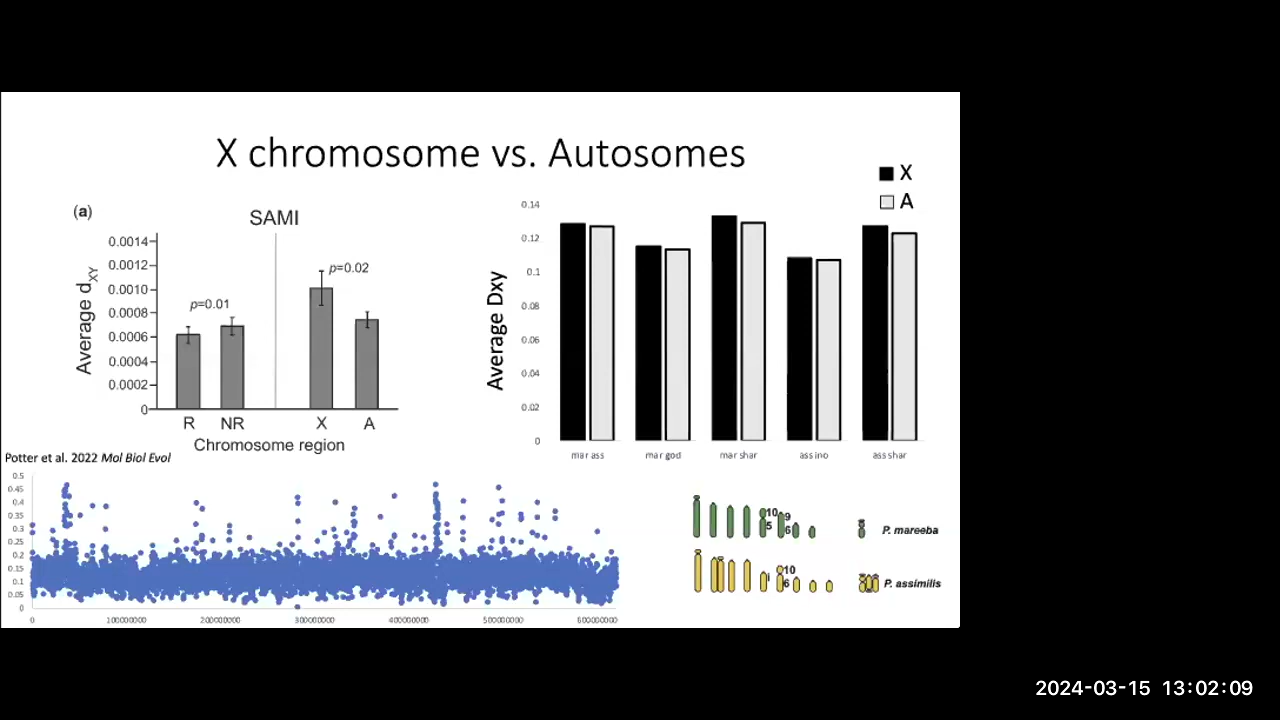 X chromosome vs. Autosomes
X
A
(a)
SAMI
0.0014
0.0012
0.0010
0.0008
0.0006
0.0004
0.0002
0
Average dXY
p=0.01
p=0.02
R NR X A
Chromosome region
Potter et al. 2022 Mol Biol Evol
0.14
0.12
0.1
0.08
0.06
0.04
0.02
0
Average Dxy
mar ass mar god mar shar ass ino ass shar
0.5
0.45
0.4
0.35
0.3
0.25
0.2
0.15
0.1
0.05
0
0 100000000 200000000 300000000 400000000 500000000 600000000
10 9
5 6
P. mareeba
10
6
P. assimilis
2024-03-15 13:02:09